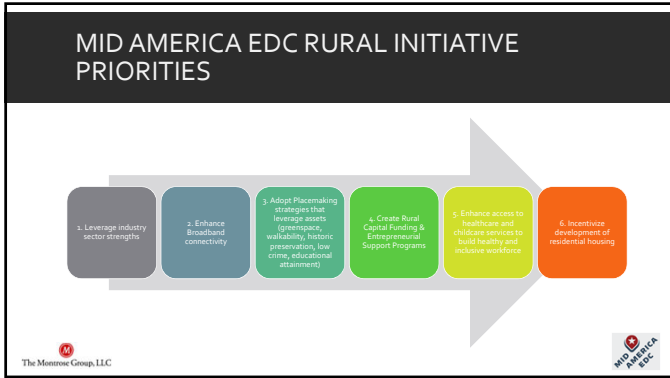 MID AMERICA EDC RURAL INITIATIVE
PRIORITIES
1. Leverage industry
sector strengths
2. Enhance
Broadband
connectivity
3. Adopt Placemaking
strategies that
leverage assets
(greenspace,
walkability, historic
preservation, low
crime, educational
attainment)
4. Create Rural
Capital Funding &
Entrepreneurial
Support Programs
5. Enhance access to
healthcare and
childcare services to
build healthy and
inclusive workforce
6. Incentivize
development of
residential housing
M
The Montrose Group, LLC
MID
AMERICA
EDC